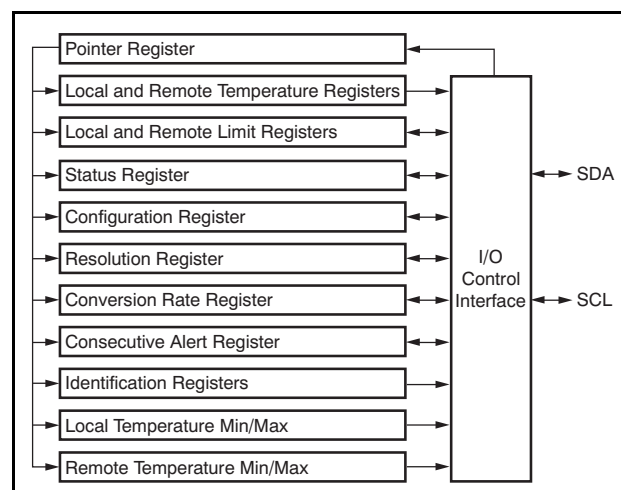 Pointer Register
Local and Remote Temperature Registers
Local and Remote Limit Registers
Status Register
Configuration Register
Resolution Register
Conversion Rate Register
Consecutive Alert Register
Identification Registers
Local Temperature Min/Max
Remote Temperature Min/Max
I/O
Control
Interface
SDA
SCL